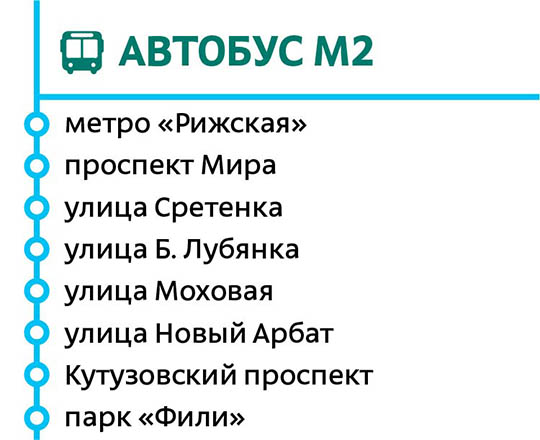 АВТОБУС М2
метро «Рижская»
проспект Мира
улица Сретенка
улица Б. Лубянка
улица Моховая
улица Новый Арбат
Кутузовский проспект
парк «Фили»